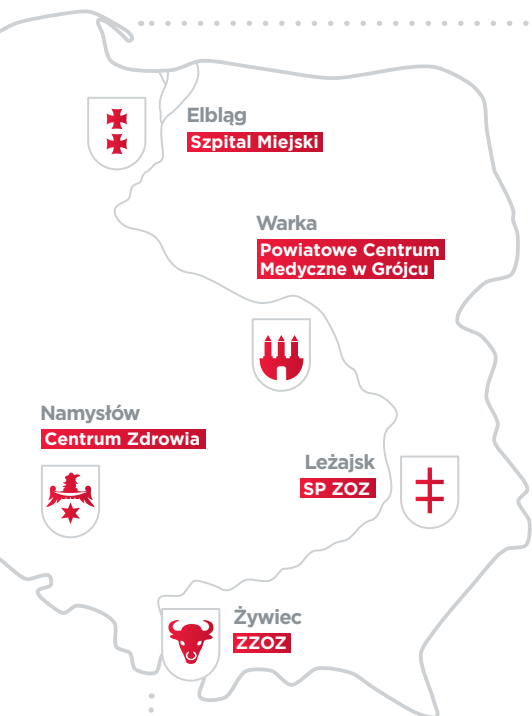 Elbląg
Szpital Miejski
Warka
Powiatowe Centrum
Medyczne w Grójcu
Namysłów
Centrum Zdrowia
Leżajsk
SP ZOZ
Żywiec
ZZOZ